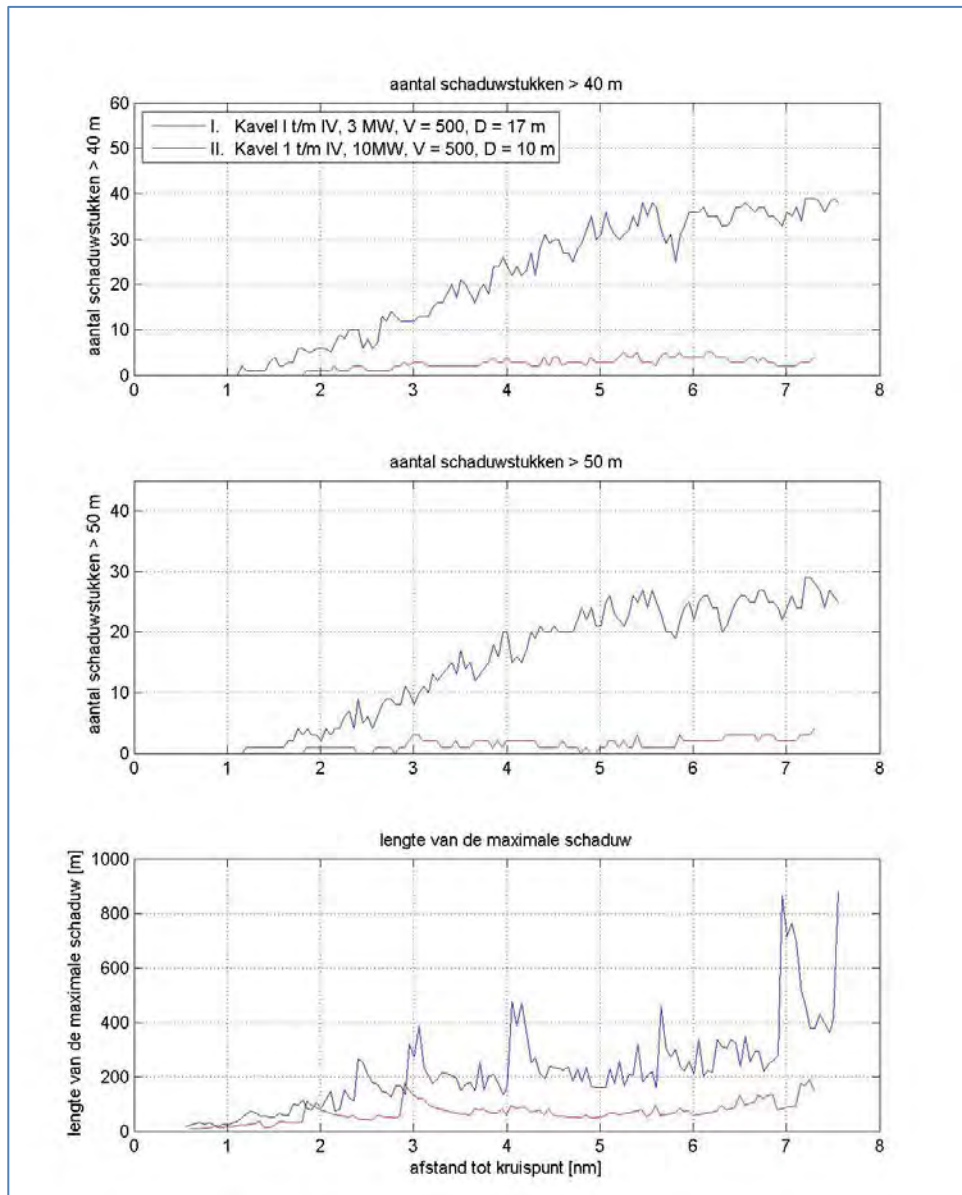 aantal schaduwstukken > 40 m
aantal schaduwstukken > 40 m
60
50
40
30
20
10
0
I. Kavel I t/m IV, 3 MW, V = 500, D = 17 m
II. Kavel 1 t/m IV, 10MW, V = 500, D = 10 m
0 1 2 3 4 5 6 7 8
aantal schaduwstukken > 50 m
aantal schaduwstukken > 50 m
40
30
20
10
0
0 1 2 3 4 5 6 7 8
lengte van de maximale schaduw
lengte van de maximale schaduw [m]
1000
800
600
400
200
0
0 1 2 3 4 5 6 7 8
afstand tot kruispunt [nm]